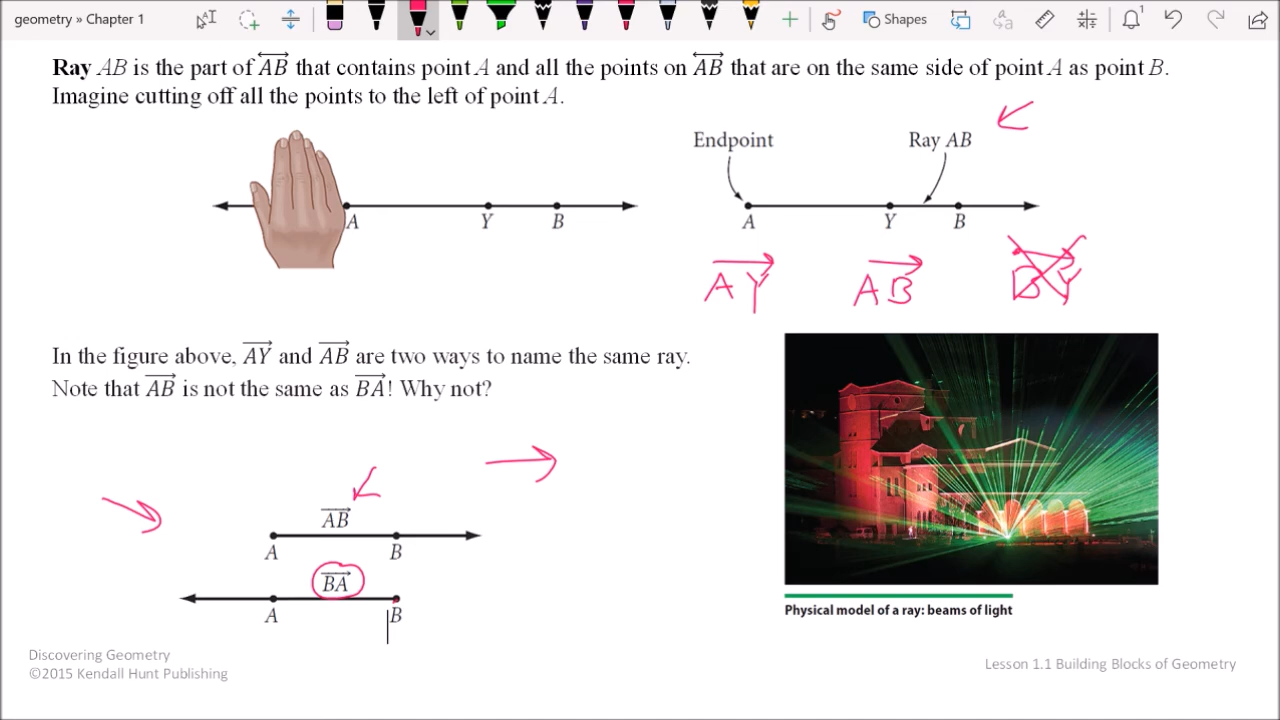 geometry » Chapter 1
Shapes
1
Ray AB is the part of AB that contains point A and all the points on AB that are on the same side of point A as point B.
Imagine cutting off all the points to the left of point A.
Endpoint Ray AB
A Y B
A Y B
AY AB BY
In the figure above, AY and AB are two ways to name the same ray.
Note that AB is not the same as BA! Why not?
AB
A B
BA
A B
Physical model of a ray: beams of light
Discovering Geometry
©2015 Kendall Hunt Publishing
Lesson 1.1 Building Blocks of Geometry